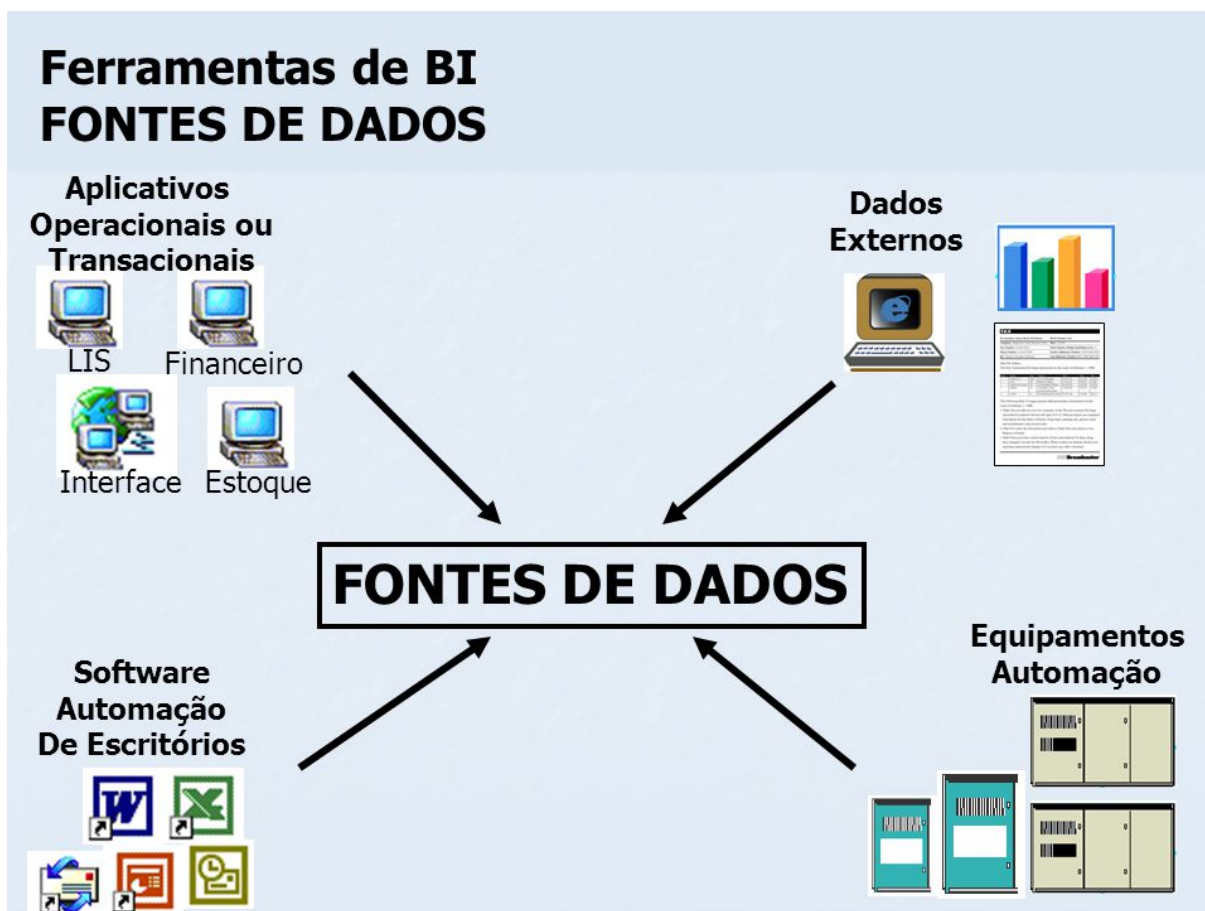 Ferramentas de BI
FONTES DE DADOS
Aplicativos
Operacionais ou
Transacionais
LIS
Financeiro
Interface
Estoque
Dados
Externos
FONTES DE DADOS
Software
Automação
De Escritórios
Equipamentos
Automação